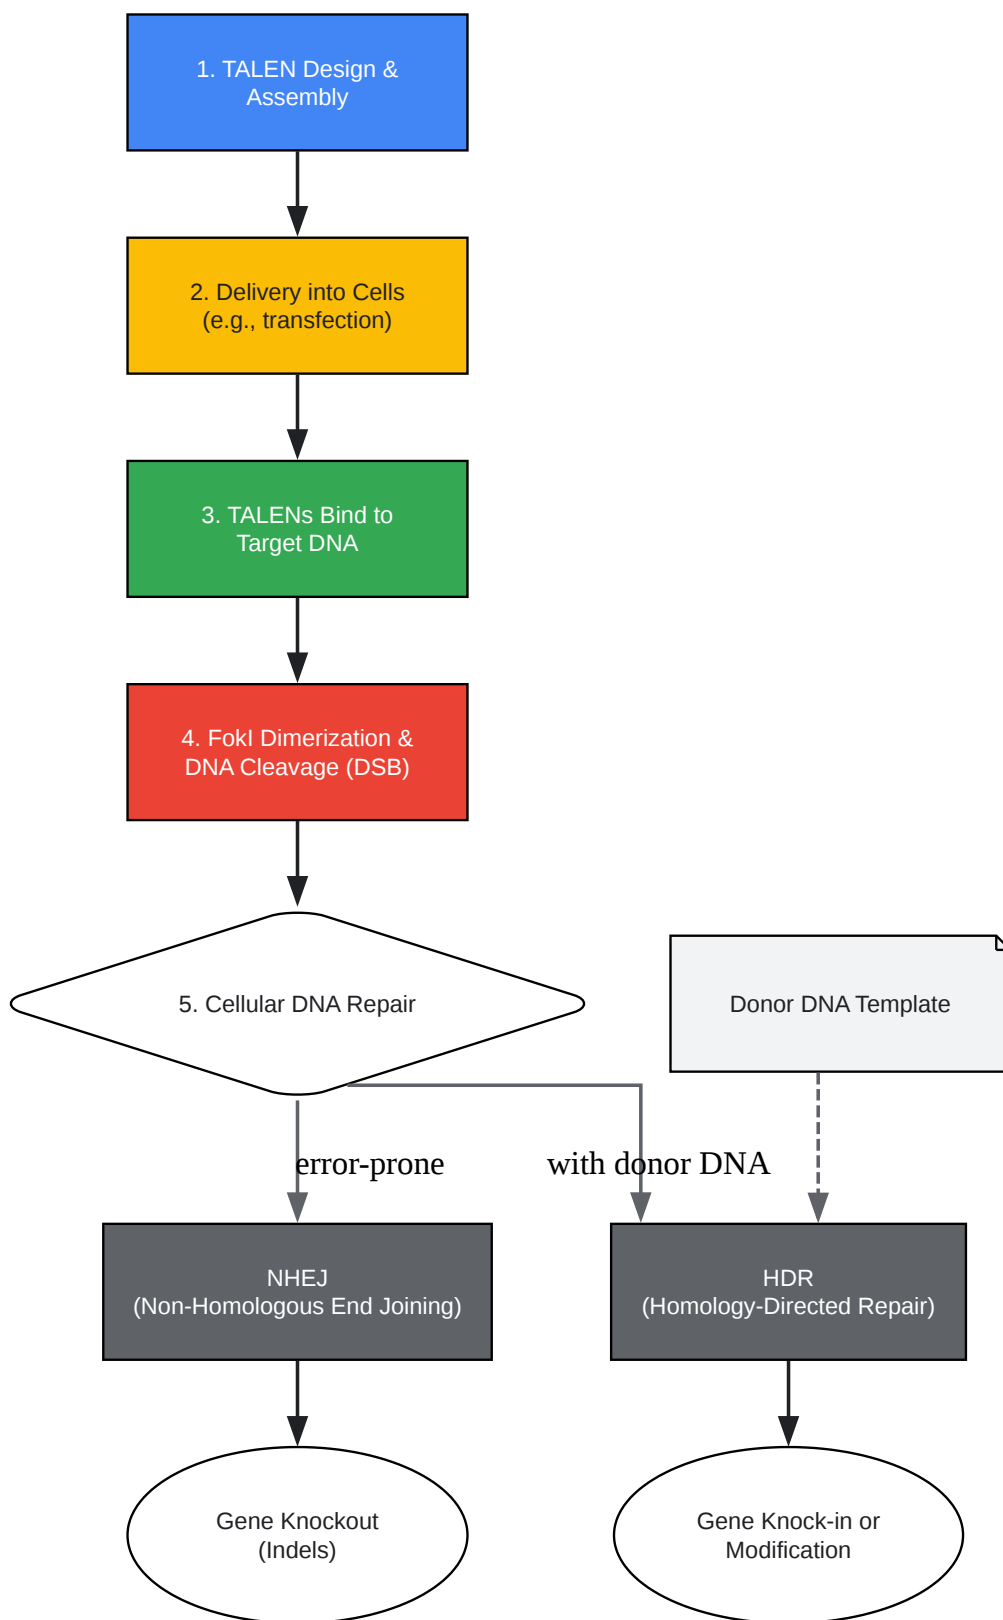 1. TALEN Design &
Assembly
2. Delivery into Cells
(e.g., transfection)
3. TALENs Bind to
Target DNA
4. FokI Dimerization &
DNA Cleavage (DSB)
5. Cellular DNA Repair
Donor DNA Template
error-prone
with donor DNA
NHEJ
(Non-Homologous End Joining)
HDR
(Homology-Directed Repair)
Gene Knockout
(Indels)
Gene Knock-in or
Modification